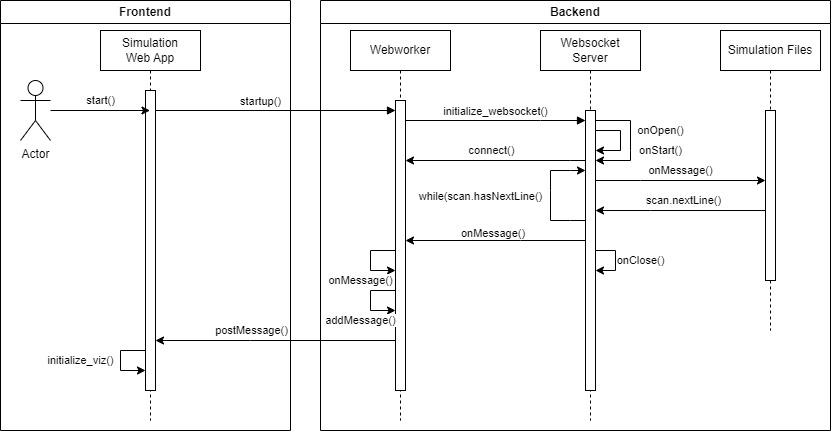 Frontend
Backend
Simulation
Web App
Webworker
Websocket
Server
Simulation Files
start()
startup()
initialize_websocket()
onOpen()
onStart()
connect()
onMessage()
while(scan.hasNextLine()
scan.nextLine()
onMessage()
onClose()
onMessage()
addMessage()
postMessage()
initialize_viz()
Actor